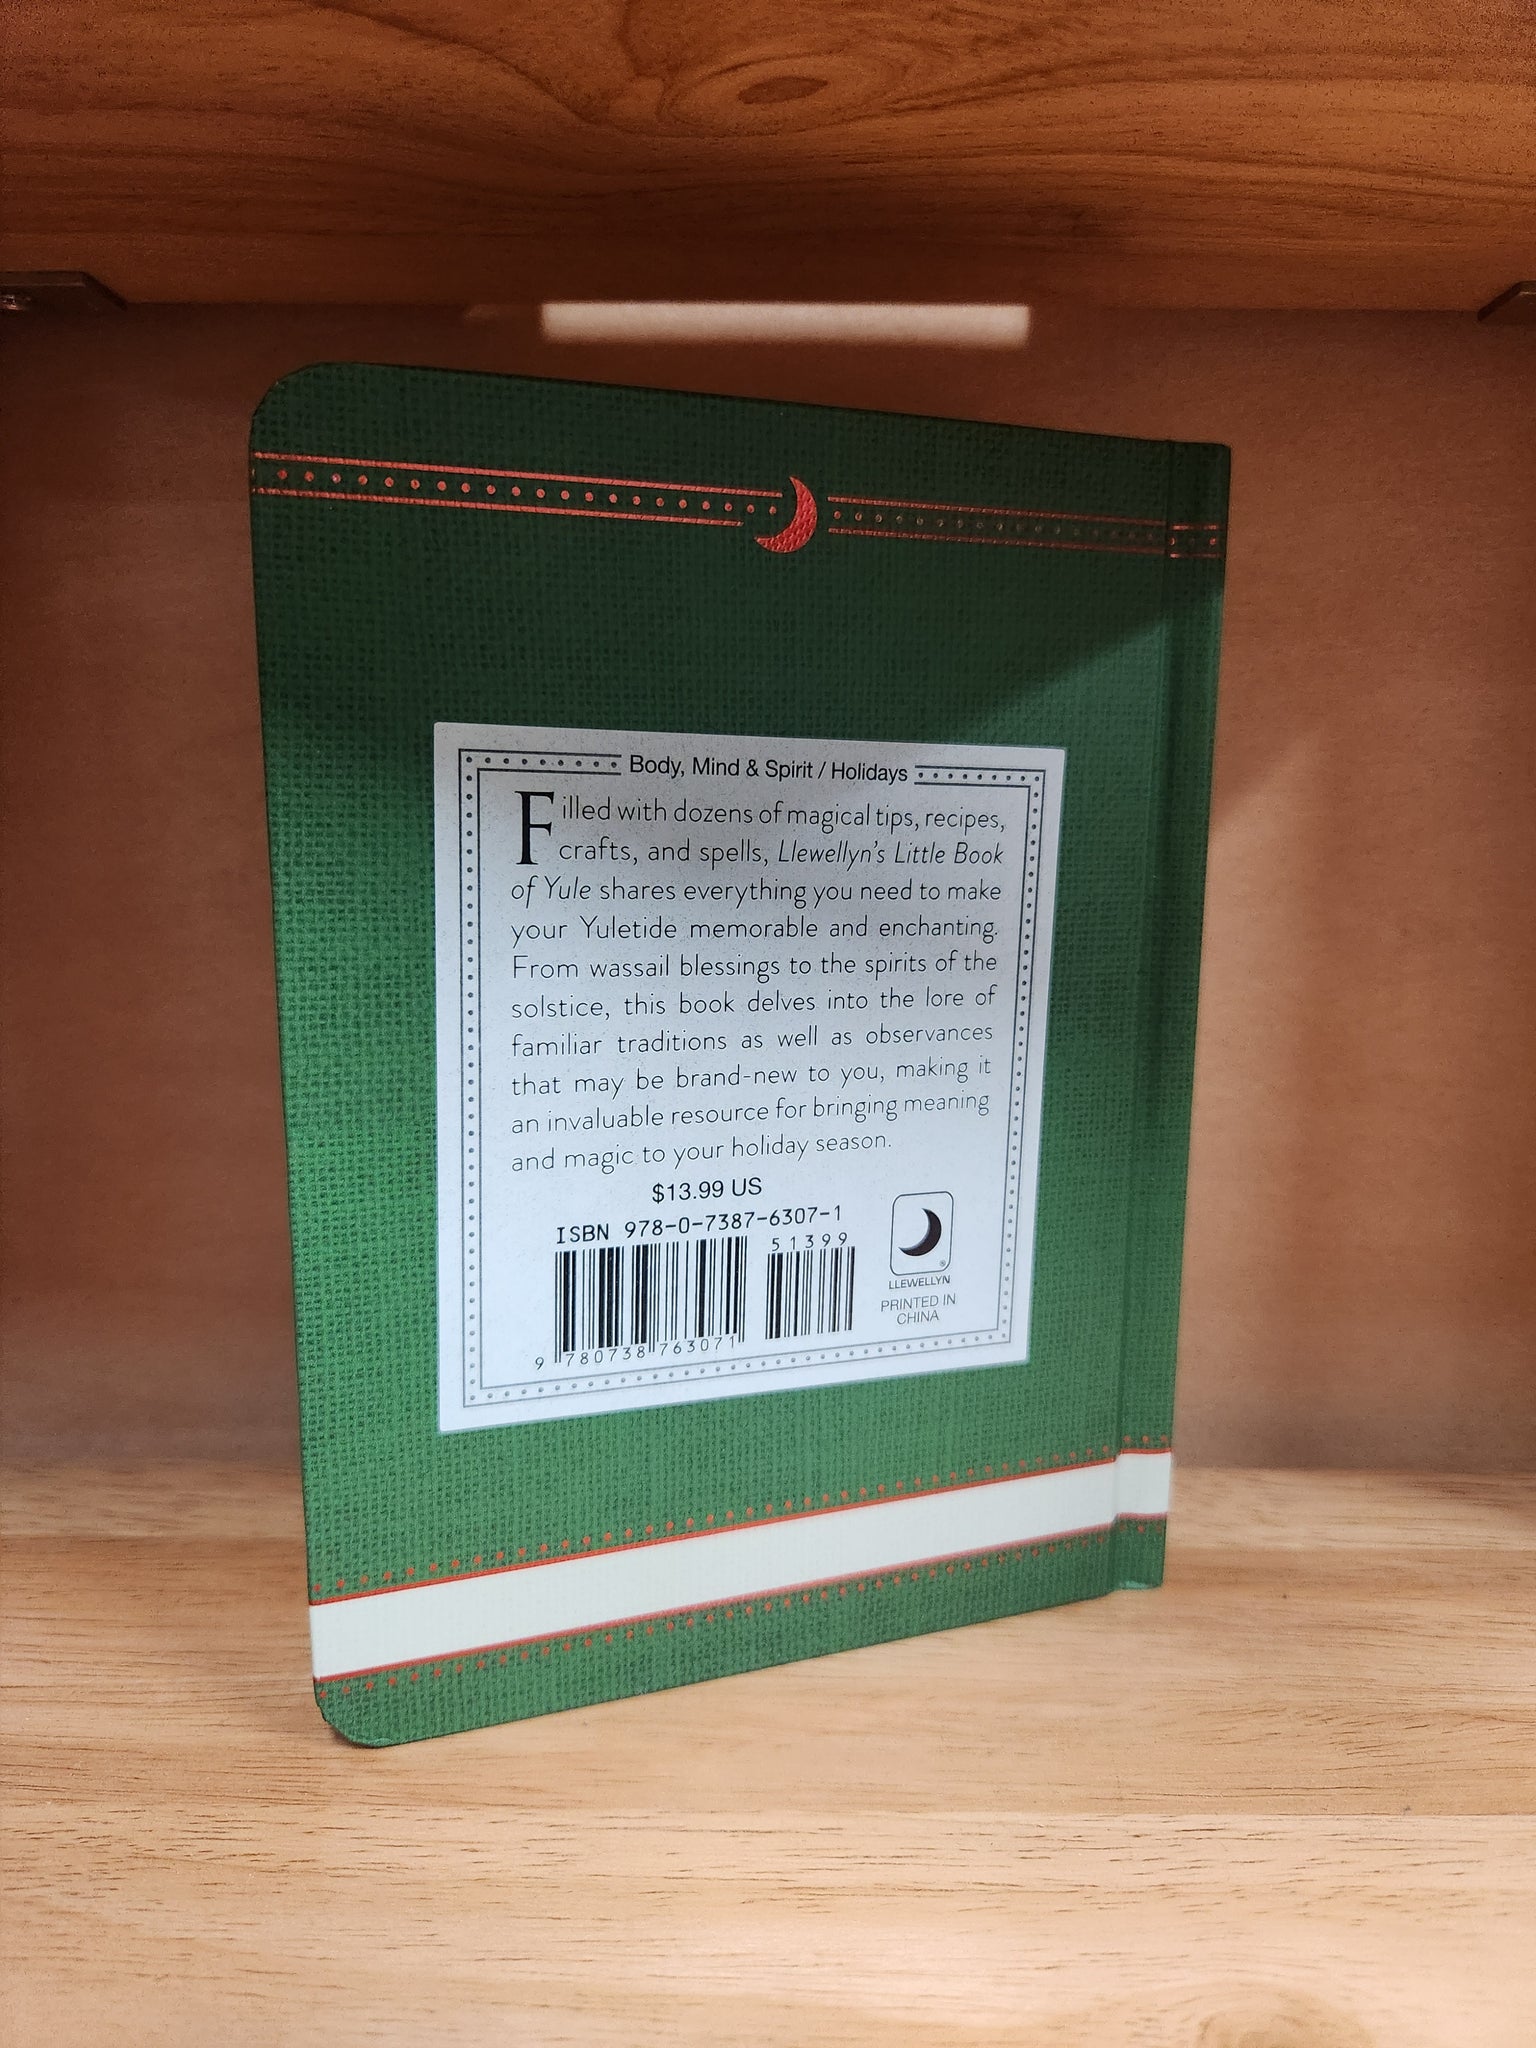 Body, Mind & Spirit / Holidays
Filled with dozens of magical tips, recipes,
crafts, and spells, Llewellyn's Little Book
of Yule shares everything you need to make
your Yuletide memorable and enchanting.
From wassail blessings to the spirits of the
solstice, this book delves into the lore of
familiar traditions as well as observances
that may be brand-new to you, making it
an invaluable resource for bringing meaning
and magic to your holiday season.
$13.99 US
ISBN 978-0-7387-6307-1
51399
9 780738 763071
®
LLEWELLYN
PRINTED IN
CHINA